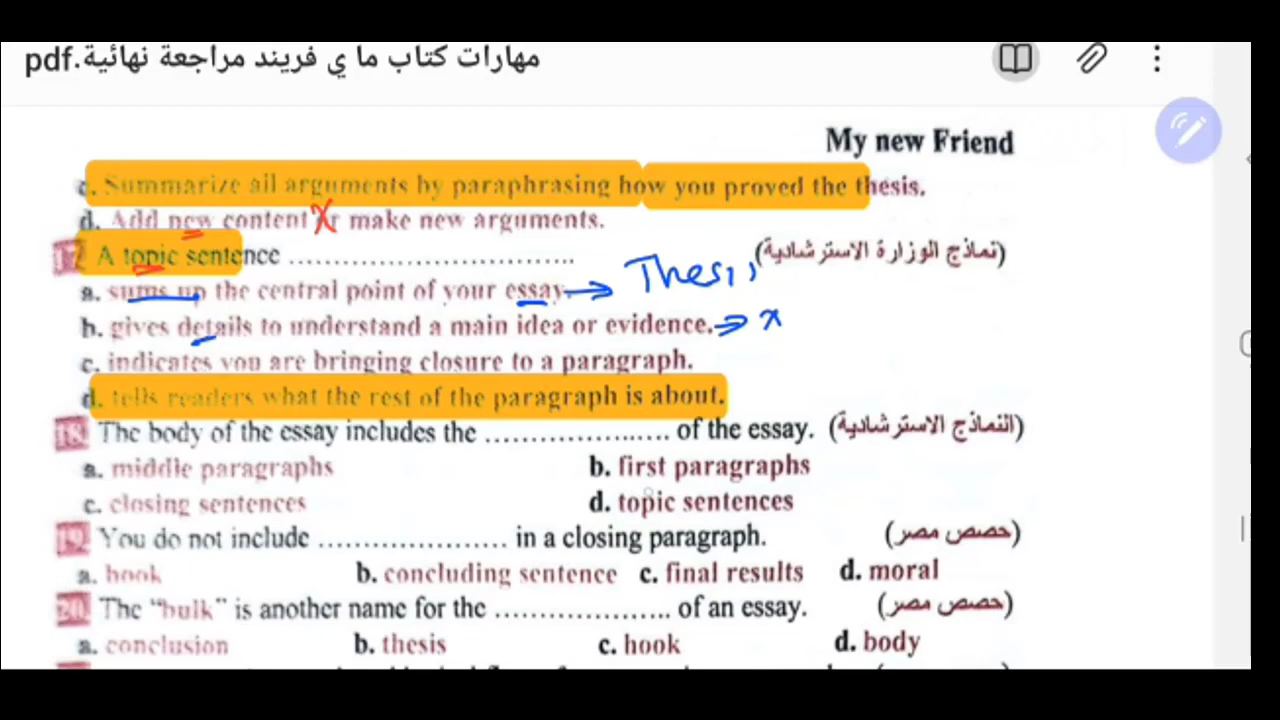 مهارات كتاب ما ي فريند مراجعة نهائية.pdf
My new Friend
c. Summarize all arguments by paraphrasing how you proved the thesis.
d. Add new content or make new arguments.
X
17 A topic sentence .............................. (نماذج الوزارة الاسترشادية)
a. sums up the central point of your essay. → Thesis
b. gives details to understand a main idea or evidence. → x
c. indicates you are bringing closure to a paragraph.
d. tells readers what the rest of the paragraph is about.
18 The body of the essay includes the ....................... of the essay. (النماذج الاسترشادية)
a. middle paragraphs b. first paragraphs
c. closing sentences d. topic sentences
19 You do not include ..................... in a closing paragraph. (حصص مصر)
a. hook b. concluding sentence c. final results d. moral
20 The "bulk" is another name for the ..................... of an essay. (حصص مصر)
a. conclusion b. thesis c. hook d. body